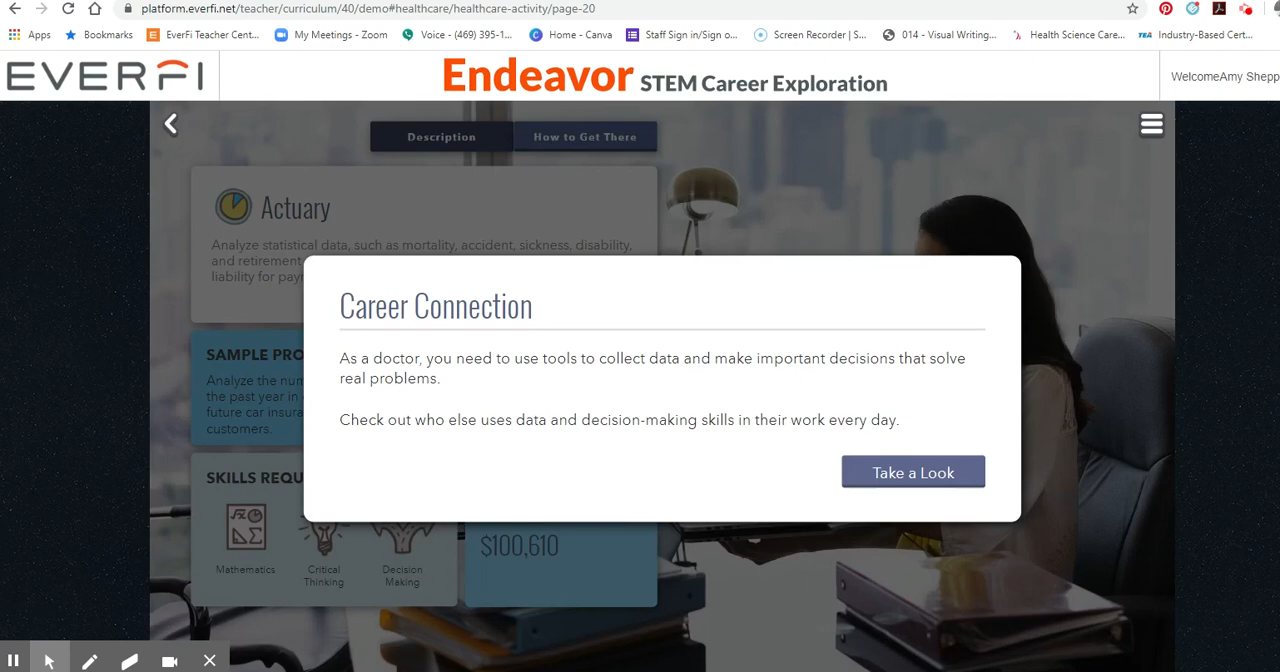 platform.everfi.net/teacher/curriculum/40/demo#healthcare/healthcare-activity/page-20
Apps Bookmarks EverFi Teacher Cent... My Meetings - Zoom Voice - (469) 395-1... Home - Canva Staff Sign in/Sign o... Screen Recorder | S... 014 - Visual Writing... Health Science Care... TEA Industry-Based Cert...
EVERFI
Endeavor STEM Career Exploration
WelcomeAmy Shepp
Description How to Get There
Actuary
Analyze statistical data, such as mortality, accident, sickness, disability,
and retirement
liability for pay
Career Connection
As a doctor, you need to use tools to collect data and make important decisions that solve
real problems.
Check out who else uses data and decision-making skills in their work every day.
Take a Look
SAMPLE PRO
Analyze the num
the past year in
future car insura
customers.
SKILLS REQU
Mathematics
Critical
Thinking
Decision
Making
$100,610